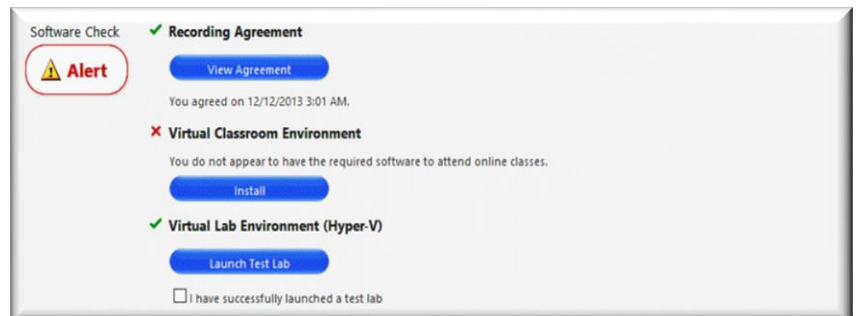 Software Check
Alert
Recording Agreement
View Agreement
You agreed on 12/12/2013 3:01 AM.
Virtual Classroom Environment
You do not appear to have the required software to attend online classes.
Install
Virtual Lab Environment (Hyper-V)
Launch Test Lab
I have successfully launched a test lab